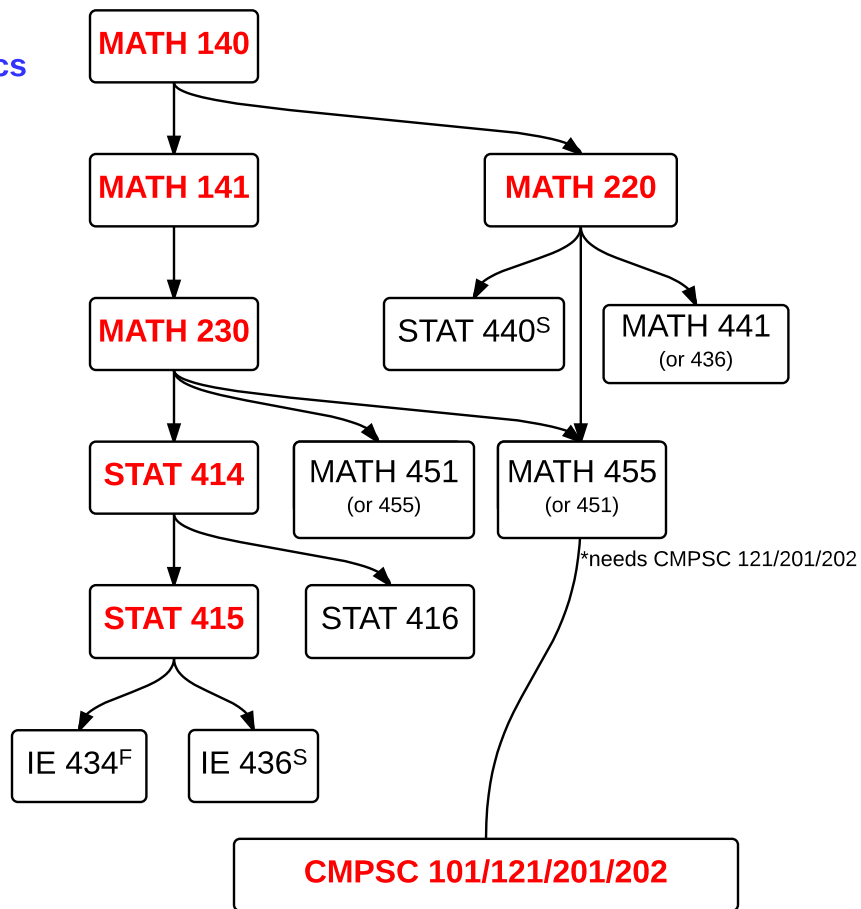 MATH 140
cs
MATH 141
MATH 220
MATH 230
STAT 440S
MATH 441
(or 436)
STAT 414
MATH 451
(or 455)
MATH 455
(or 451)
*needs CMPSC 121/201/202
STAT 415
STAT 416
IE 434F
IE 436S
CMPSC 101/121/201/202